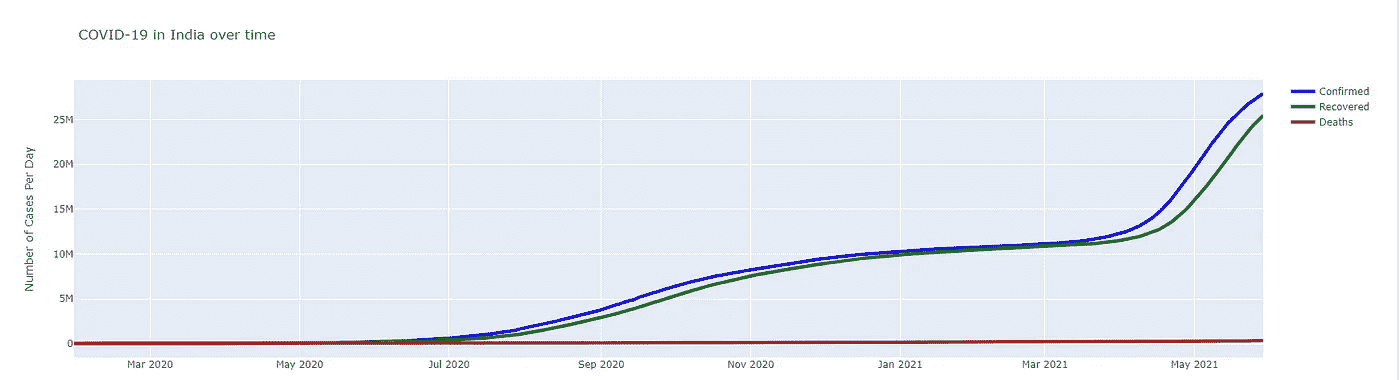 COVID-19 in India over time
Confirmed
Recovered
Deaths
Number of Cases Per Day
25M
20M
15M
10M
5M
0
Mar 2020 May 2020 Jul 2020 Sep 2020 Nov 2020 Jan 2021 Mar 2021 May 2021